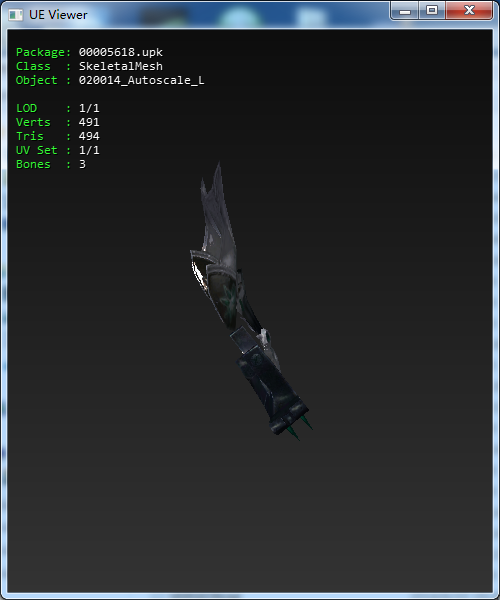 UE Viewer
Package: 00005618.upk
Class  : SkeletalMesh
Object : 020014_Autoscale_L
LOD    : 1/1
Verts  : 491
Tris   : 494
UV Set : 1/1
Bones  : 3